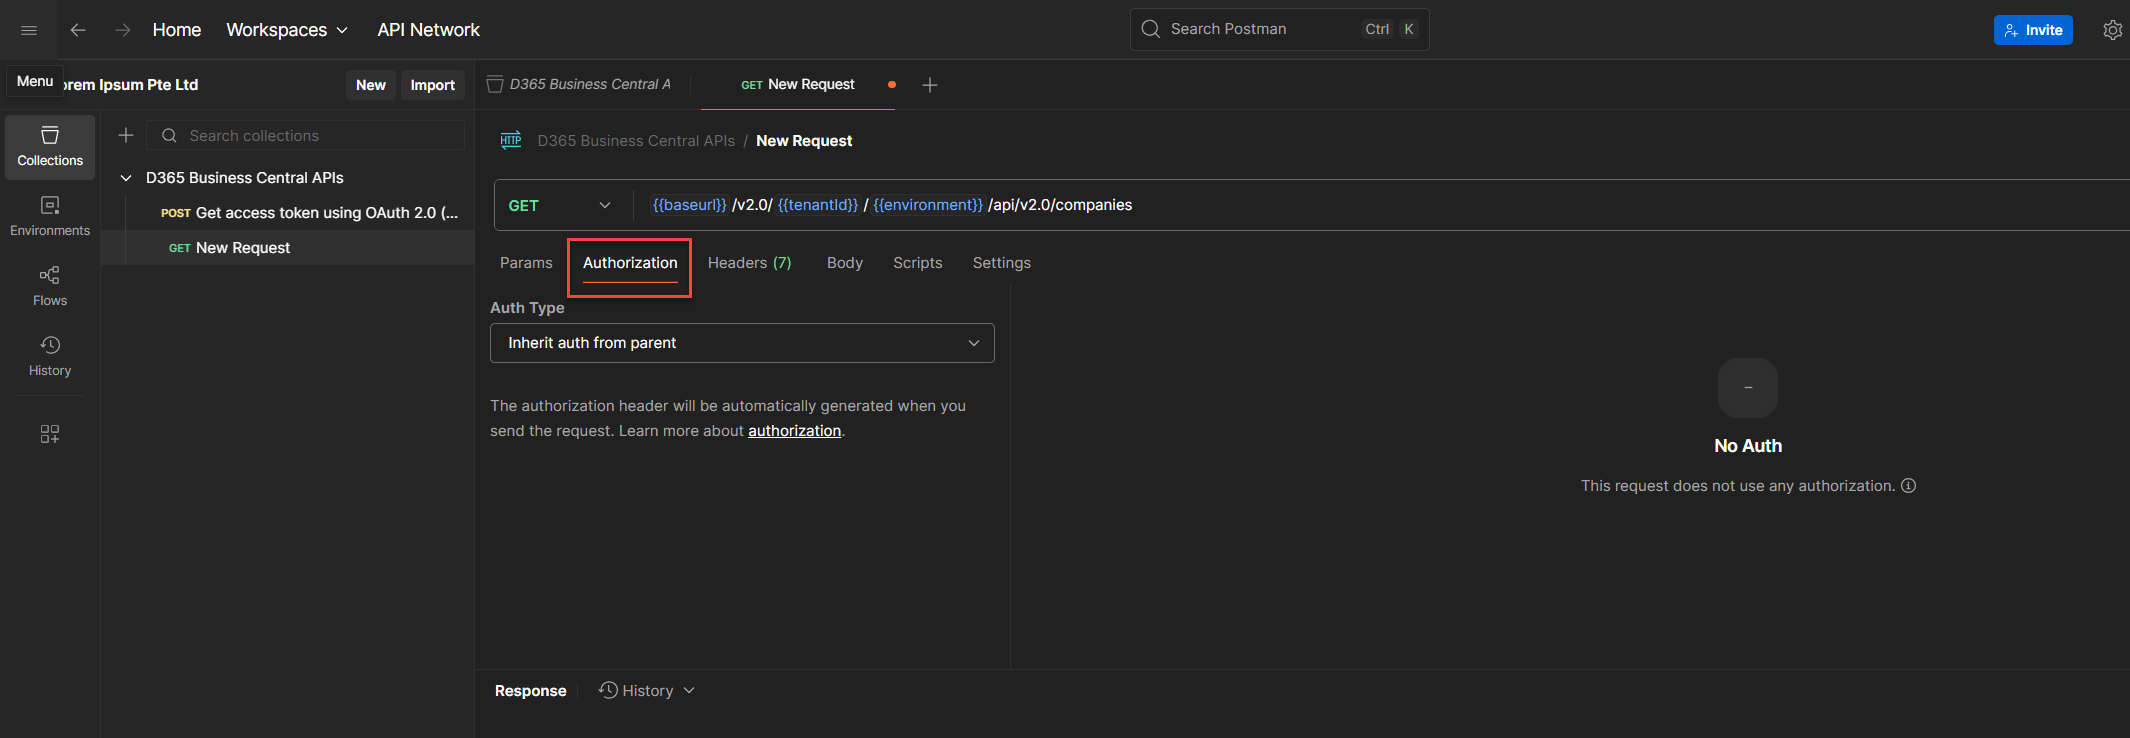 Home Workspaces API Network Search Postman Ctrl K Invite
Menu orem Ipsum Pte Ltd New Import
D365 Business Central A GET New Request
Search collections
HTTP D365 Business Central APIs / New Request
Collections
D365 Business Central APIs
POST Get access token using OAuth 2.0 (...
GET New Request
Environments
Flows
History
GET {{baseurl}} /v2.0/ {{tenantId}} / {{environment}} /api/v2.0/companies
Params Authorization Headers (7) Body Scripts Settings
Auth Type
Inherit auth from parent
The authorization header will be automatically generated when you
send the request. Learn more about authorization.
-
No Auth
This request does not use any authorization.
Response History